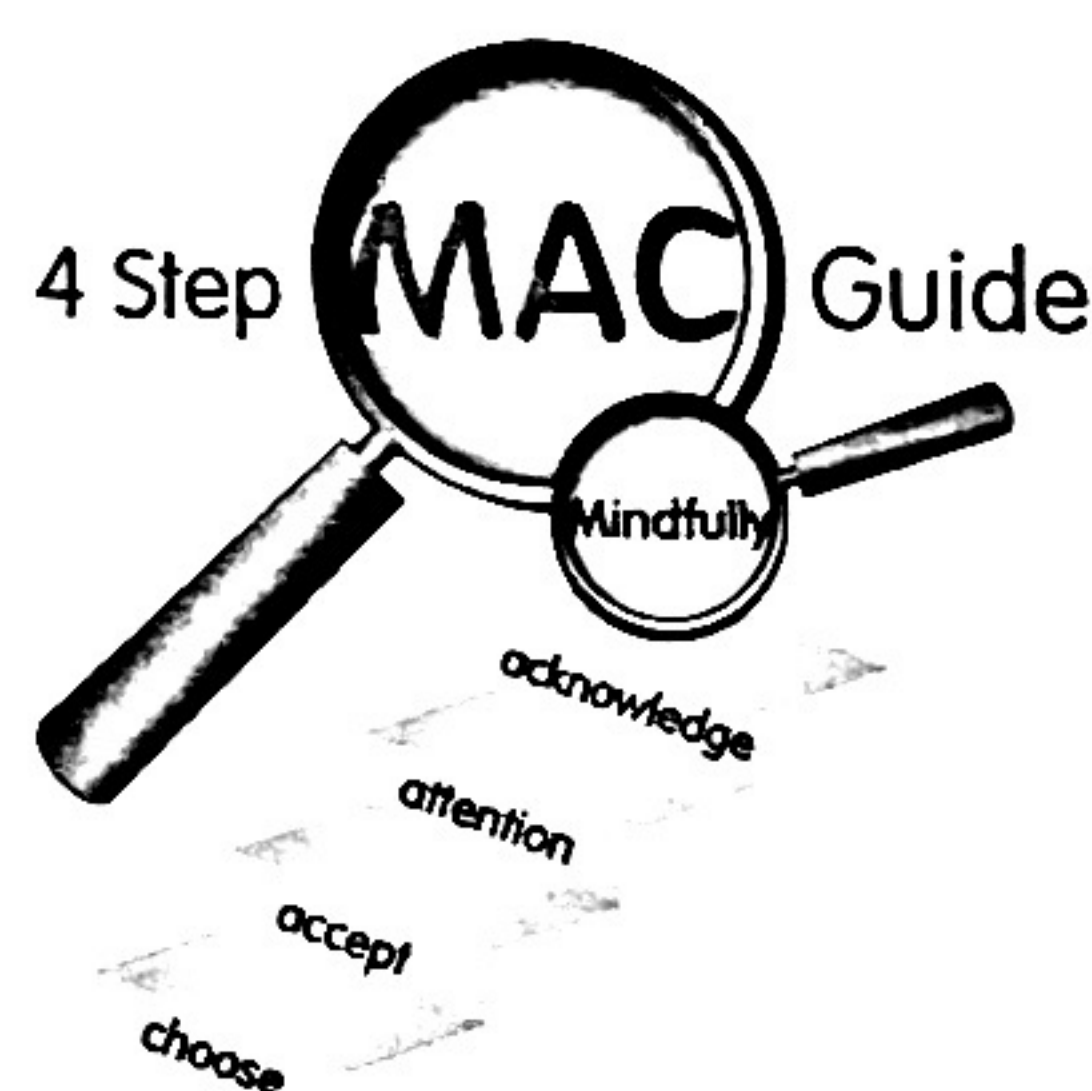 4 Step MAC Guide
Mindfully
acknowledge
attention
accept
choose